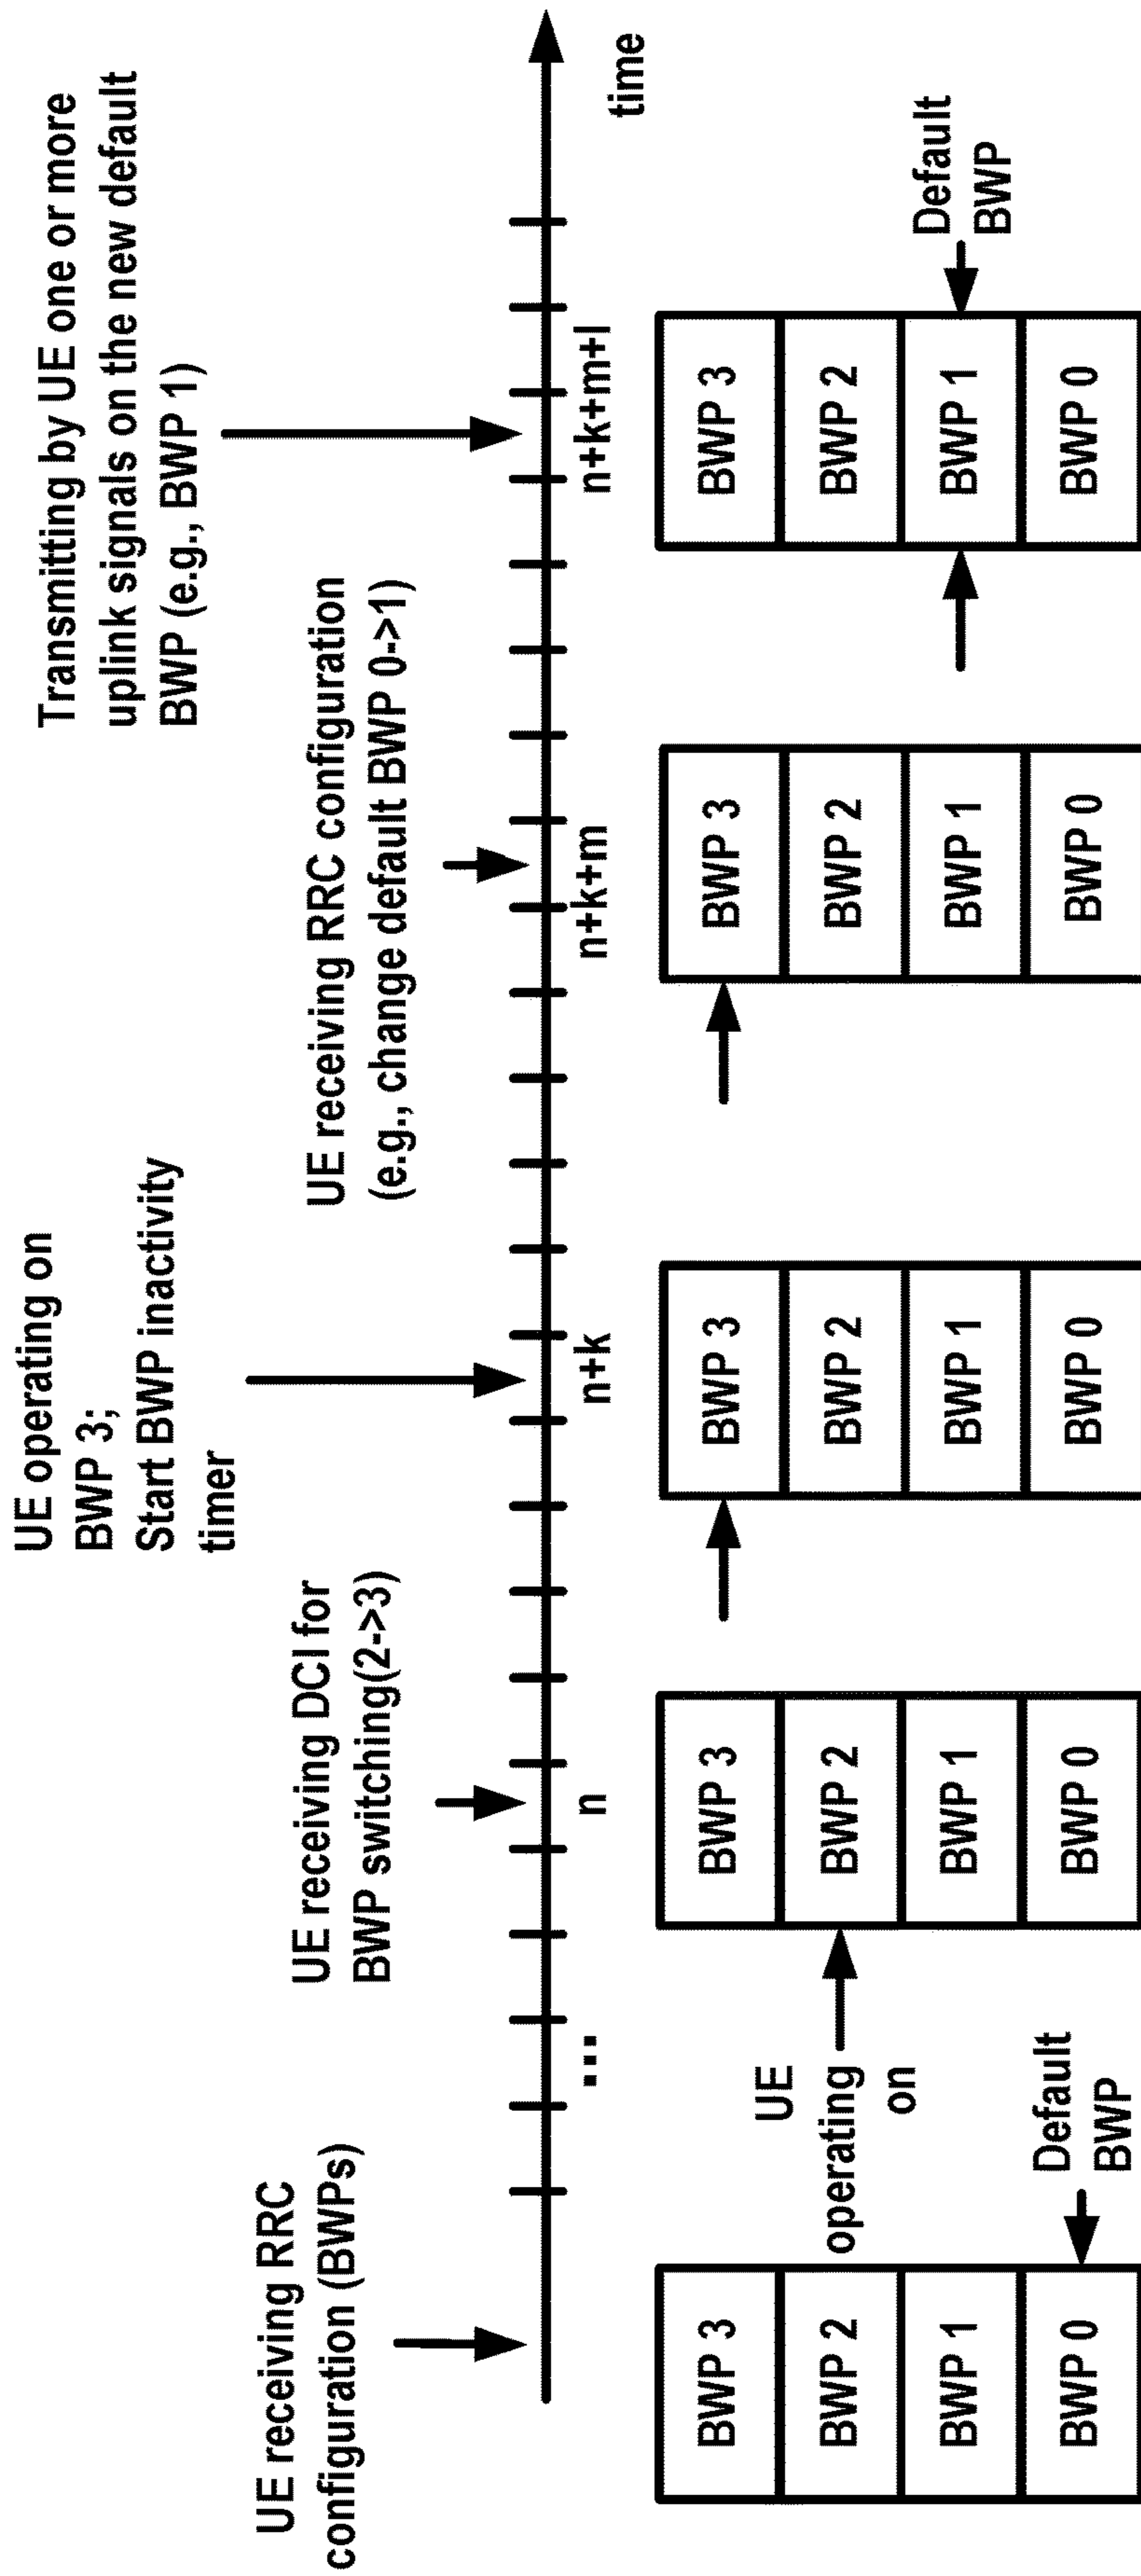 UE receiving RRC
configuration (BWPs)
UE receiving DCI for
BWP switching(2->3)
UE operating on
BWP 3;
Start BWP inactivity
timer
UE receiving RRC configuration
(e.g., change default BWP 0->1)
Transmitting by UE one or more
uplink signals on the new default
BWP (e.g., BWP 1)
...
n
n+k
n+k+m
n+k+m+l
time
BWP 3
BWP 2
BWP 1
BWP 0
Default
BWP
UE
operating
on
BWP 3
BWP 2
BWP 1
BWP 0
BWP 3
BWP 2
BWP 1
BWP 0
BWP 3
BWP 2
BWP 1
BWP 0
BWP 3
BWP 2
BWP 1
BWP 0
Default
BWP